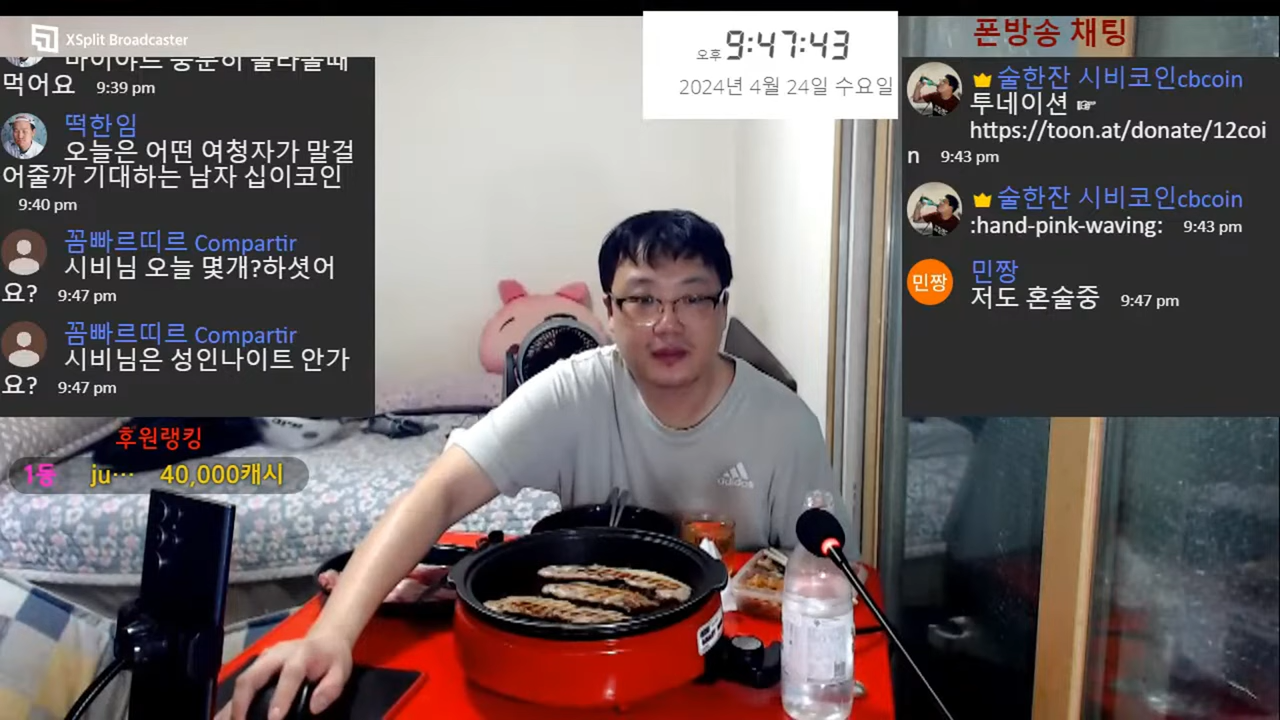 XSplit Broadcaster
먹어요 9:39 pm
떡한임
오늘은 어떤 여청자가 말걸
어줄까 기대하는 남자 십이코인
9:40 pm
꼼빠르띠르 Compartir
시비님 오늘 몇개?하셧어
요? 9:47 pm
꼼빠르띠르 Compartir
시비님은 성인나이트 안가
요? 9:47 pm
후원랭킹
1등 ju… 40,000캐시
오후 9:47:43
2024년 4월 24일 수요일
폰방송 채팅
술한잔 시비코인cbcoin
투네이션 ☞
https://toon.at/donate/12coi
n 9:43 pm
술한잔 시비코인cbcoin
:hand-pink-waving: 9:43 pm
민짱
민짱
저도 혼술중 9:47 pm
adidas